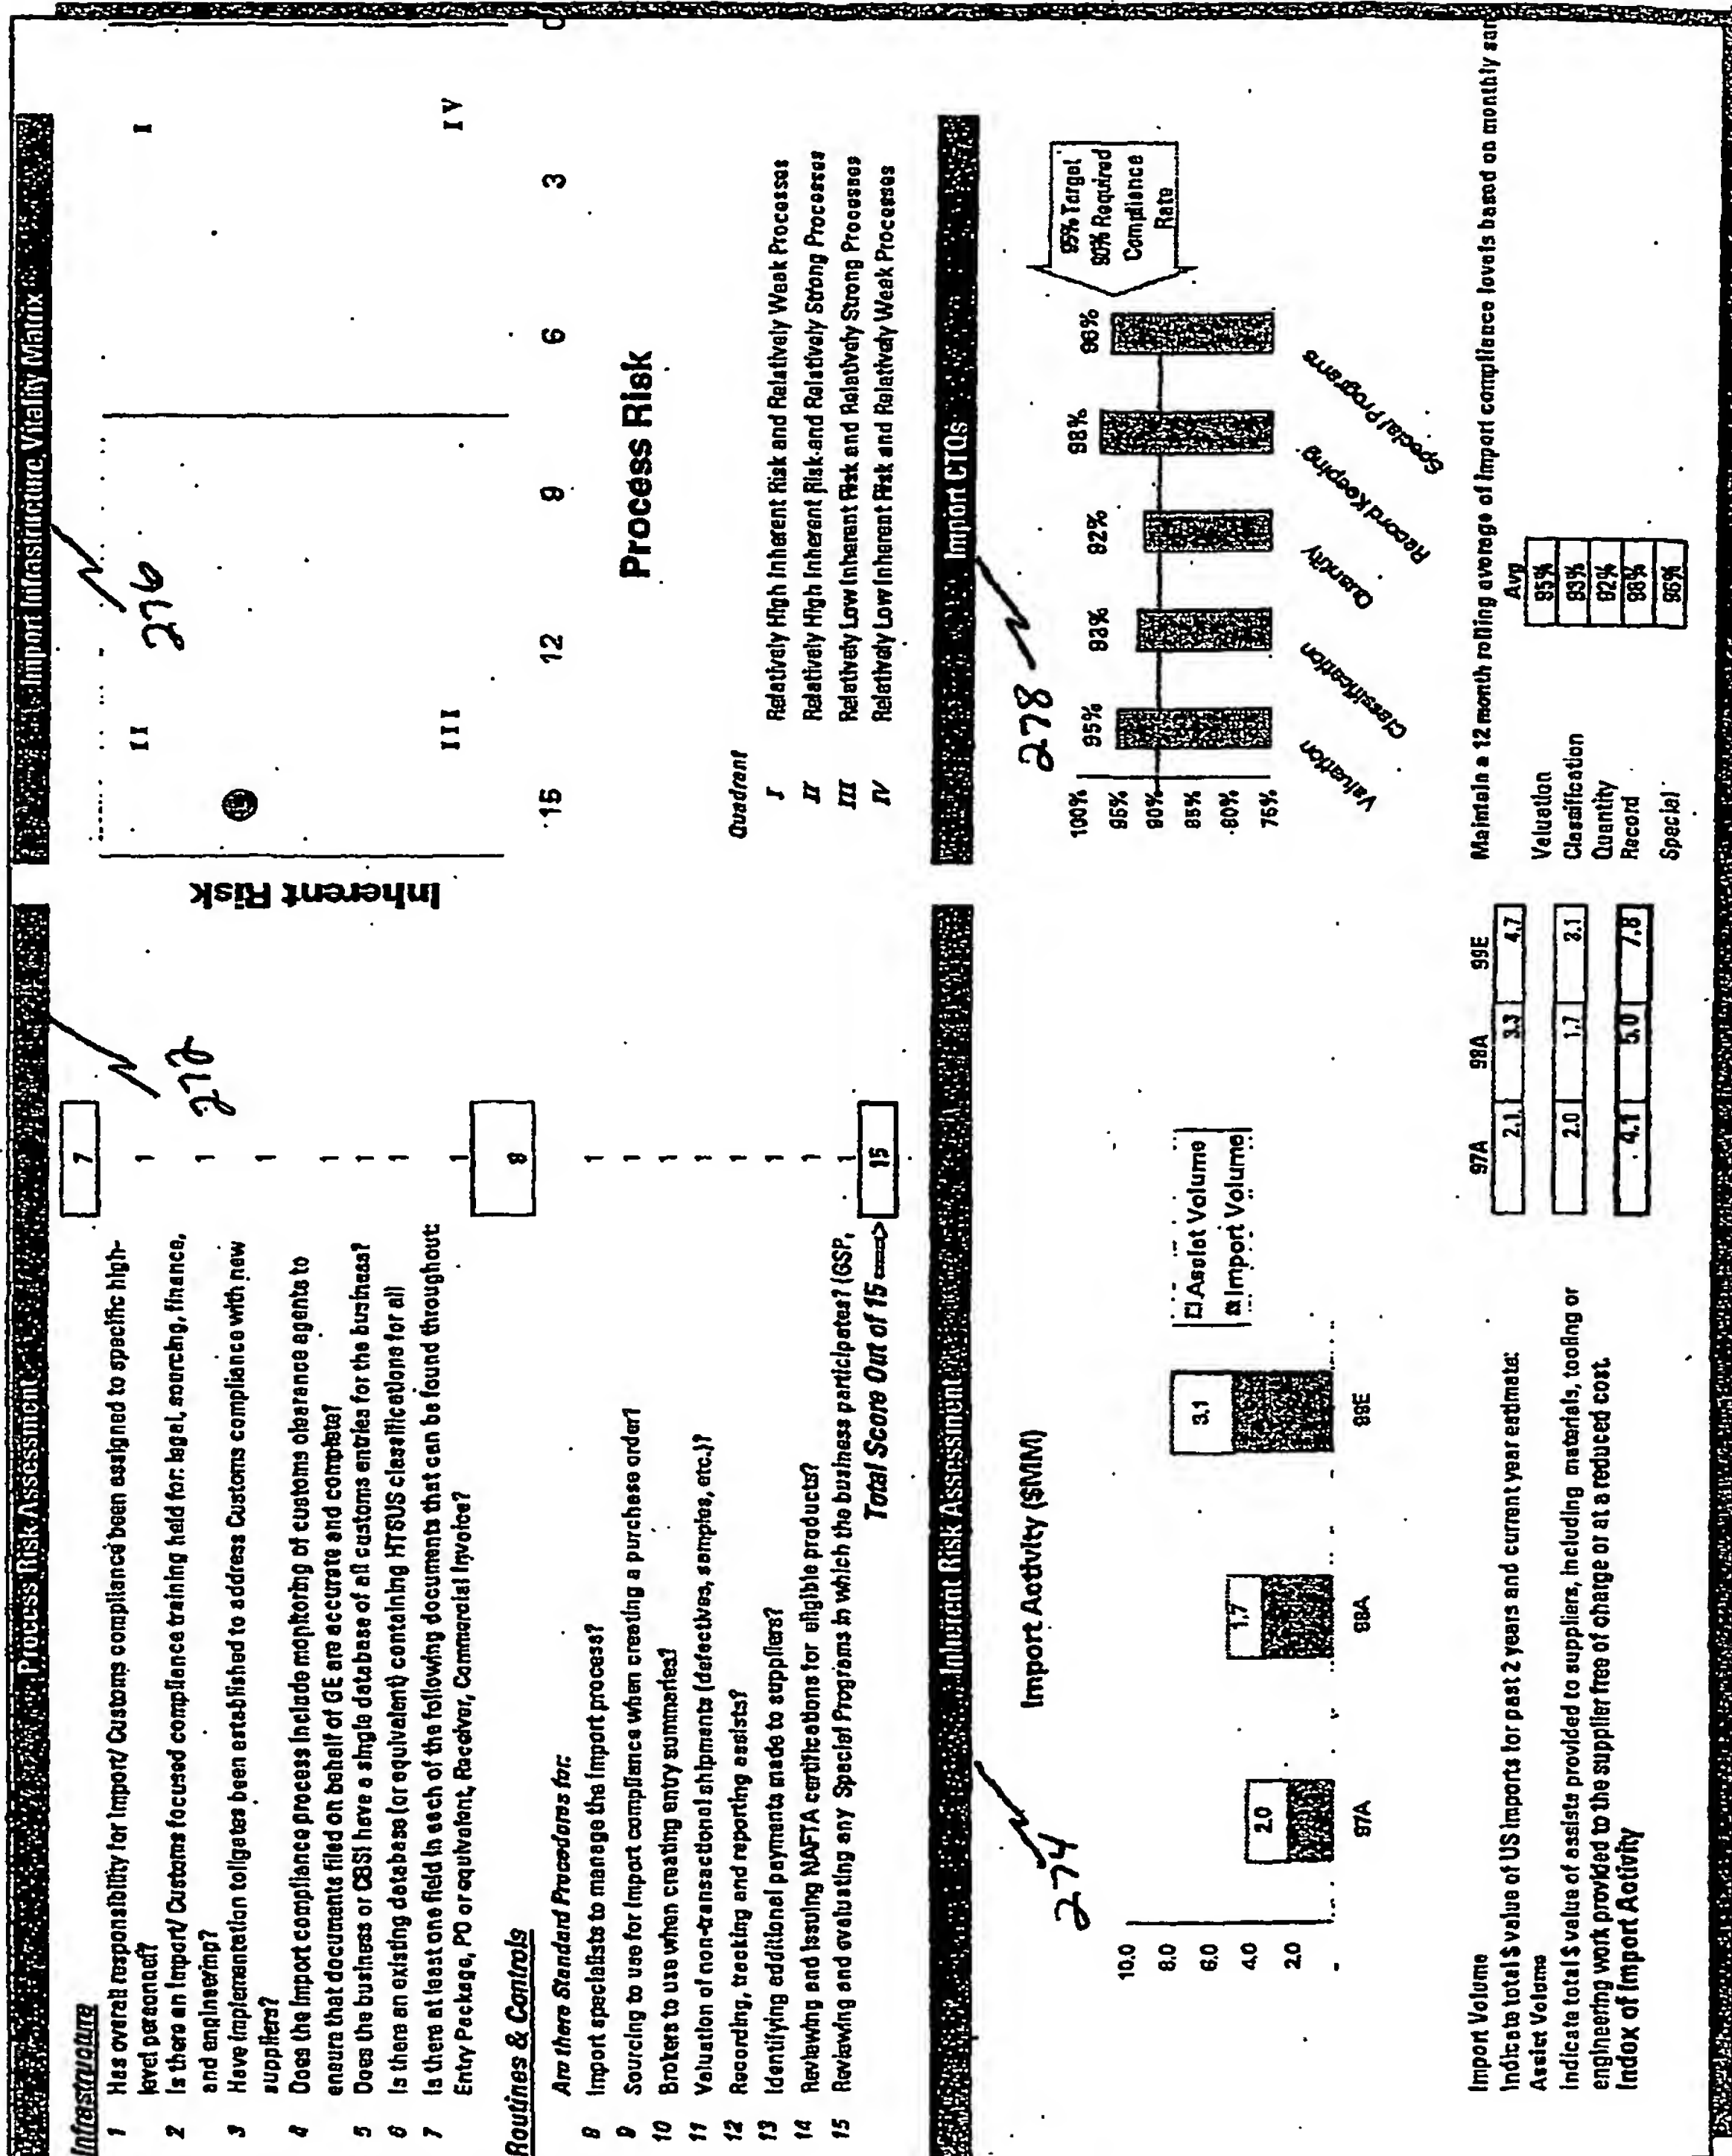 Process Risk Assessment
Infrastructure
7
1 Has overall responsibility for Import/ Customs compliance been assigned to specific high-
level personnel? 1
2 Is there an Import/ Customs focused compliance training held for: legal, sourcing, finance,
and engineering? 1
3 Have implementation tollgates been established to address Customs compliance with new
suppliers? 1
4 Does the import compliance process include monitoring of customs clearance agents to
ensure that documents filed on behalf of GE are accurate and complete? 1
5 Does the business or CBSI have a single database of all customs entries for the business? 1
6 Is there an existing database (or equivalent) containing HTSUS classifications for all 1
7 Is there at least one field in each of the following documents that can be found throughout:
Entry Package, PO or equivalent, Receiver, Commercial Invoice? 1
272
Routines & Controls
8
Are there Standard Procedures for:
8 Import specialists to manage the import process? 1
9 Sourcing to use for import compliance when creating a purchase order? 1
10 Brokers to use when creating entry summaries? 1
11 Valuation of non-transactional shipments (defectives, samples, etc.)? 1
12 Recording, tracking and reporting assists? 1
13 Identifying additional payments made to suppliers? 1
14 Reviewing and issuing NAFTA certifications for eligible products? 1
15 Reviewing and evaluating any Special Programs in which the business participates? (GSP, 1
Total Score Out of 15 ==> 15
Import Infrastructure Vitality Matrix
276
Inherent Risk
II I
III IV
15 12 9 6 3 0
Process Risk
Quadrant
I Relatively High Inherent Risk and Relatively Weak Processes
II Relatively High Inherent Risk and Relatively Strong Processes
III Relatively Low Inherent Risk and Relatively Strong Processes
IV Relatively Low Inherent Risk and Relatively Weak Processes
Inherent Risk Assessment
274
Import Activity ($MM)
10.0
8.0
6.0
4.0
2.0
-
2.0 1.7 3.1
97A 98A 99E
Assist Volume
Import Volume
97A 98A 99E
Import Volume
Indicate total $ value of US imports for past 2 years and current year estimate: 2.1 3.3 4.7
Assist Volume
Indicate total $ value of assists provided to suppliers, including materials, tooling or 2.0 1.7 3.1
engineering work provided to the supplier free of charge or at a reduced cost.
Index of Import Activity 4.1 5.0 7.8
Import CTQs
278
100%
95%
90%
85%
80%
75%
95% 93% 92% 98% 96%
Valuation
Classification
Quantity
Record Keeping
Special Programs
95% Target
90% Required
Compliance
Rate
Maintain a 12 month rolling average of import compliance levels based on monthly
Avg
Valuation 95%
Classification 93%
Quantity 92%
Record 98%
Special 96%